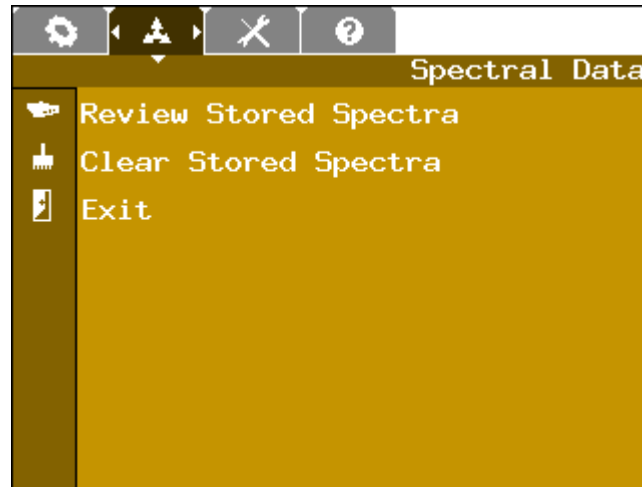 ?
Spectral Data
Review Stored Spectra
Clear Stored Spectra
Exit